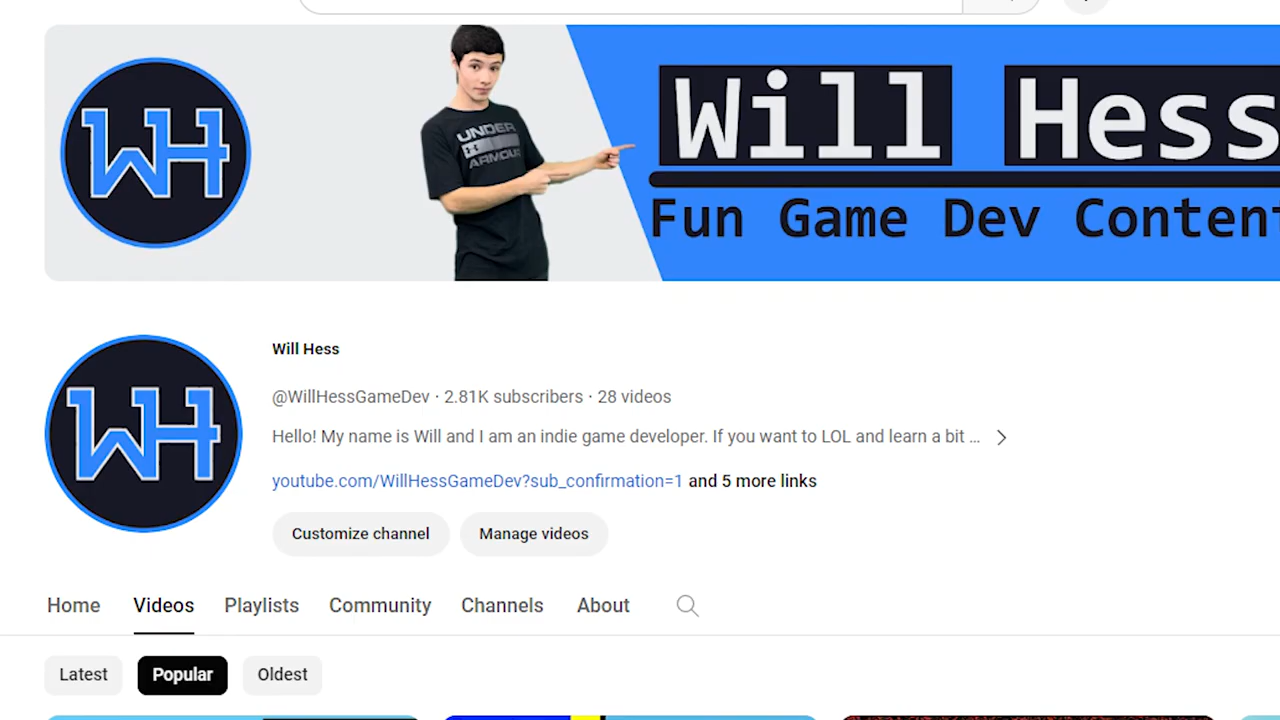 WH
UNDER
ARMOUR
Will Hess
Fun Game Dev Content
WH
Will Hess
@WillHessGameDev · 2.81K subscribers · 28 videos
Hello! My name is Will and I am an indie game developer. If you want to LOL and learn a bit ...
youtube.com/WillHessGameDev?sub_confirmation=1 and 5 more links
Customize channel Manage videos
Home Videos Playlists Community Channels About
Latest Popular Oldest